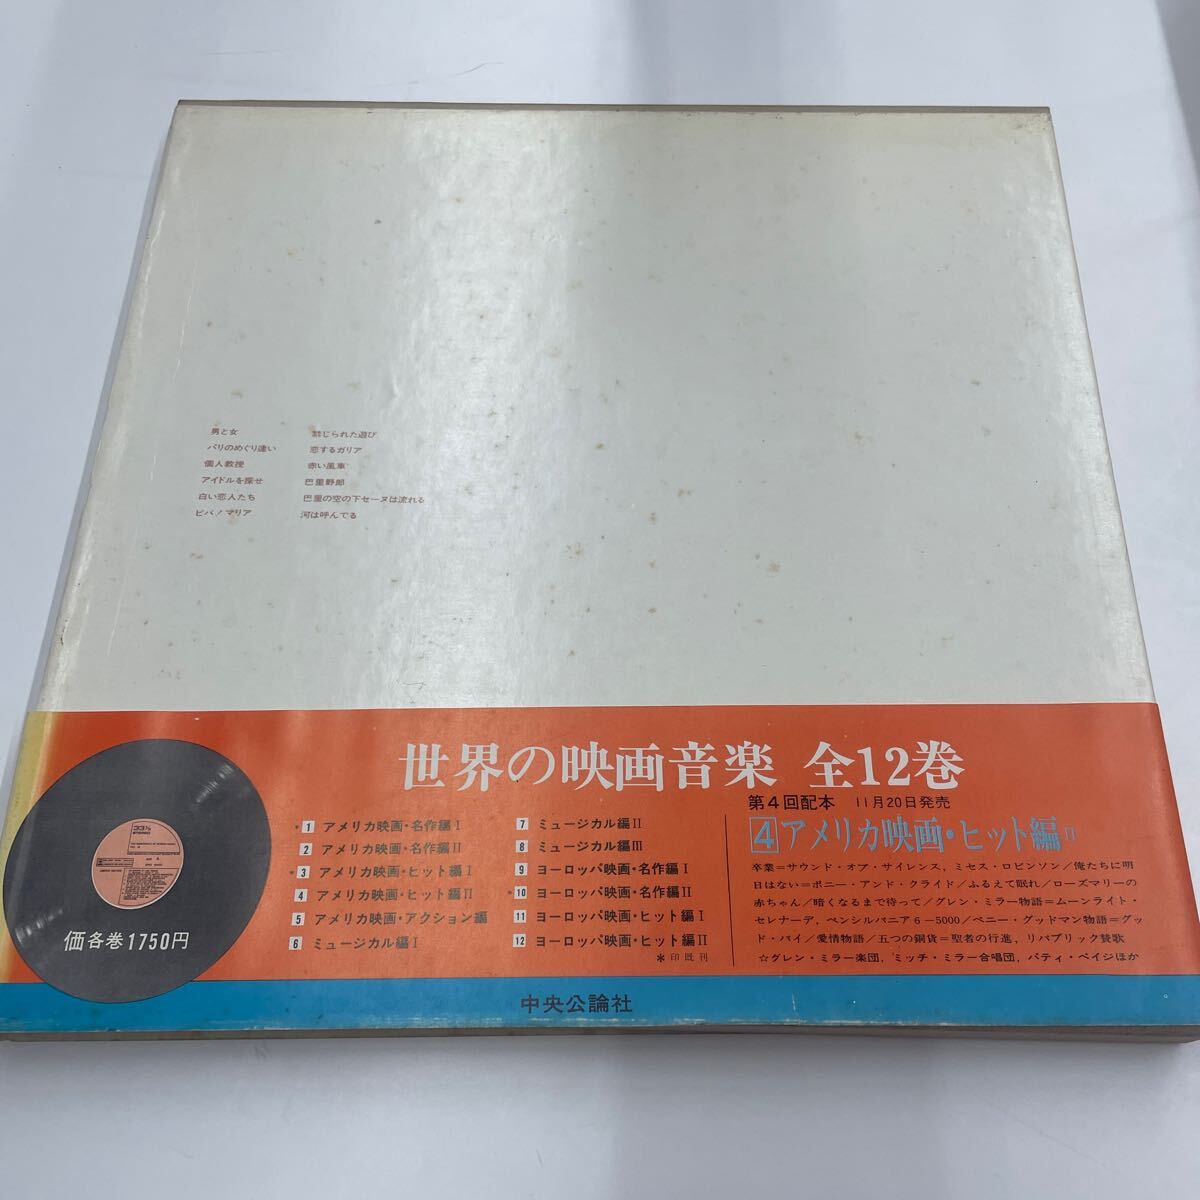 男と女
パリのめぐり逢い
個人教授
アイドルを探せ
白い恋人たち
ビバ!マリア
禁じられた遊び
恋するガリア
赤い風車
巴里野郎
巴里の空の下セーヌは流れる
河は呼んでる
世界の映画音楽 全12巻
33⅓
価各巻1750円
*1 アメリカ映画・名作編Ⅰ
2 アメリカ映画・名作編Ⅱ
*3 アメリカ映画・ヒット編Ⅰ
4 アメリカ映画・ヒット編Ⅱ
5 アメリカ映画・アクション編
6 ミュージカル編Ⅰ
7 ミュージカル編Ⅱ
8 ミュージカル編Ⅲ
9 ヨーロッパ映画・名作編Ⅰ
*10 ヨーロッパ映画・名作編Ⅱ
11 ヨーロッパ映画・ヒット編Ⅰ
12 ヨーロッパ映画・ヒット編Ⅱ
*印既刊
第4回配本 11月20日発売
4アメリカ映画・ヒット編Ⅱ
卒業=サウンド・オブ・サイレンス, ミセス・ロビンソン/俺たちに明
日はない=ボニー・アンド・クライド/ふるえて眠れ/ローズマリーの
赤ちゃん/暗くなるまで待って/グレン・ミラー物語=ムーンライト・
セレナーデ, ペンシルバニア6-5000/ベニー・グッドマン物語=グッ
ド・バイ/愛情物語/五つの銅貨=聖者の行進, リパブリック賛歌
☆グレン・ミラー楽団, ミッチ・ミラー合唱団, パティ・ペイジほか
中央公論社